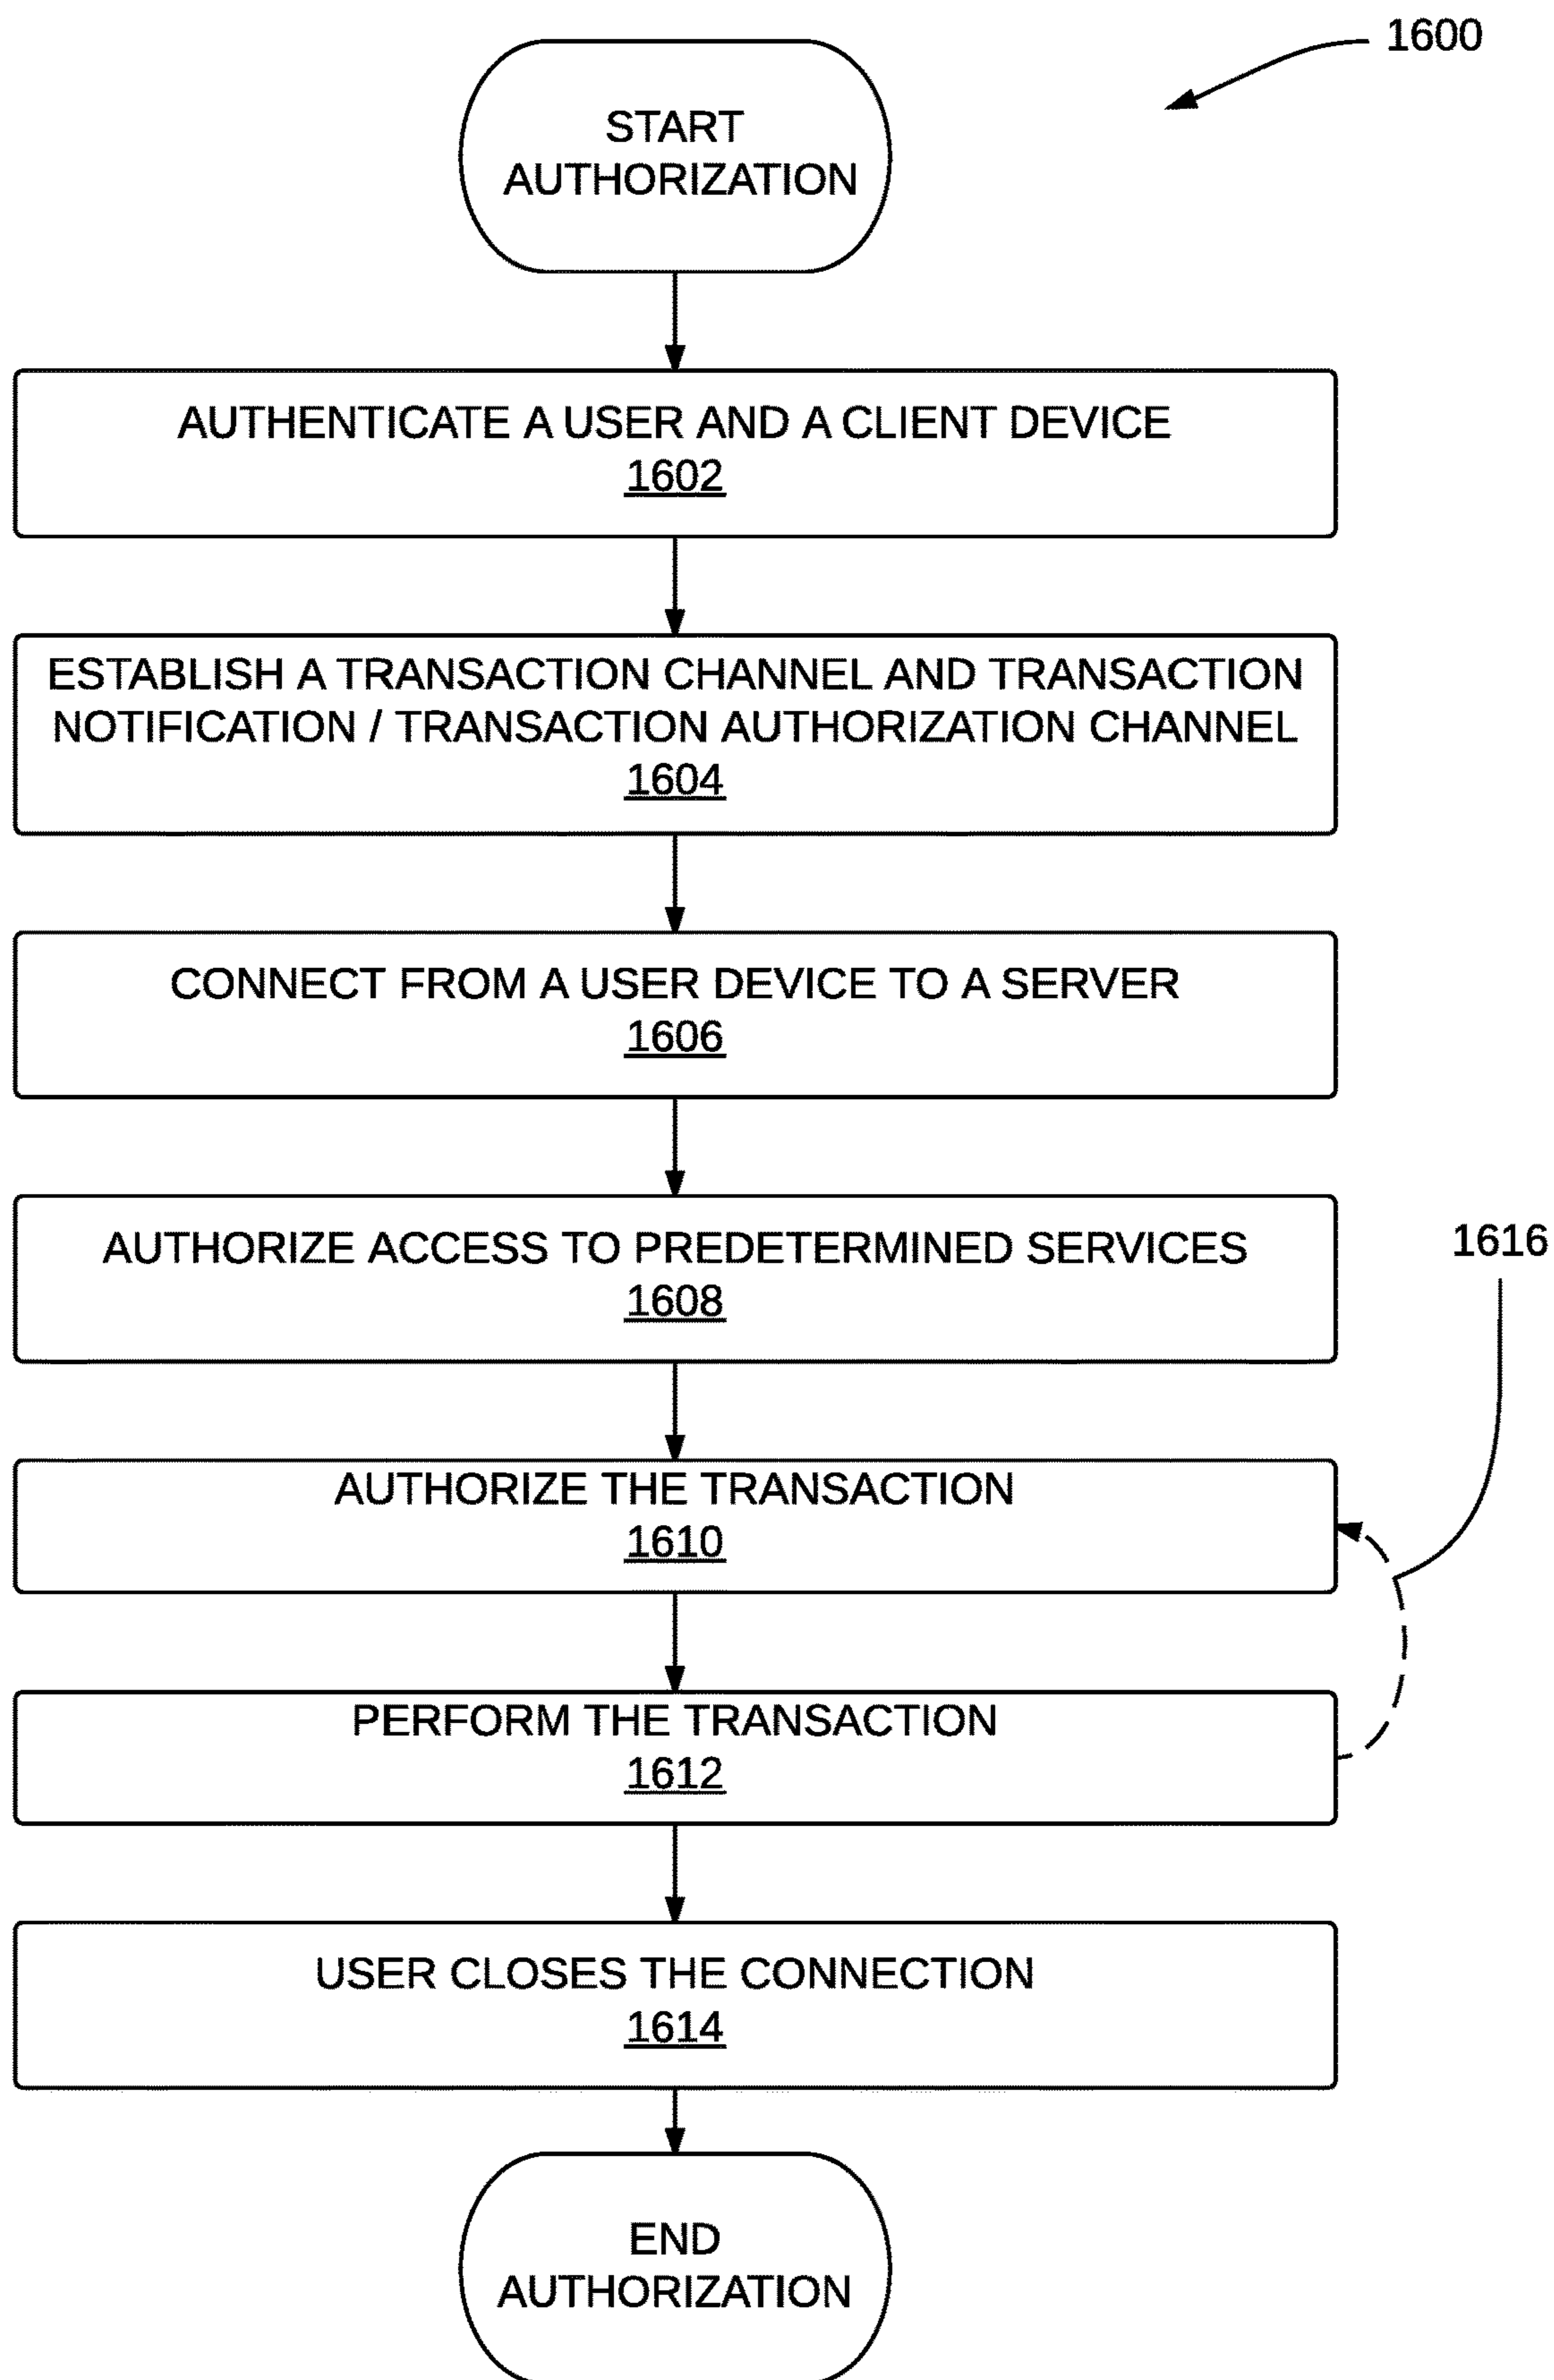 1600
START
AUTHORIZATION
AUTHENTICATE A USER AND A CLIENT DEVICE
1602
ESTABLISH A TRANSACTION CHANNEL AND TRANSACTION
NOTIFICATION / TRANSACTION AUTHORIZATION CHANNEL
1604
CONNECT FROM A USER DEVICE TO A SERVER
1606
AUTHORIZE ACCESS TO PREDETERMINED SERVICES
1608
1616
AUTHORIZE THE TRANSACTION
1610
PERFORM THE TRANSACTION
1612
USER CLOSES THE CONNECTION
1614
END
AUTHORIZATION